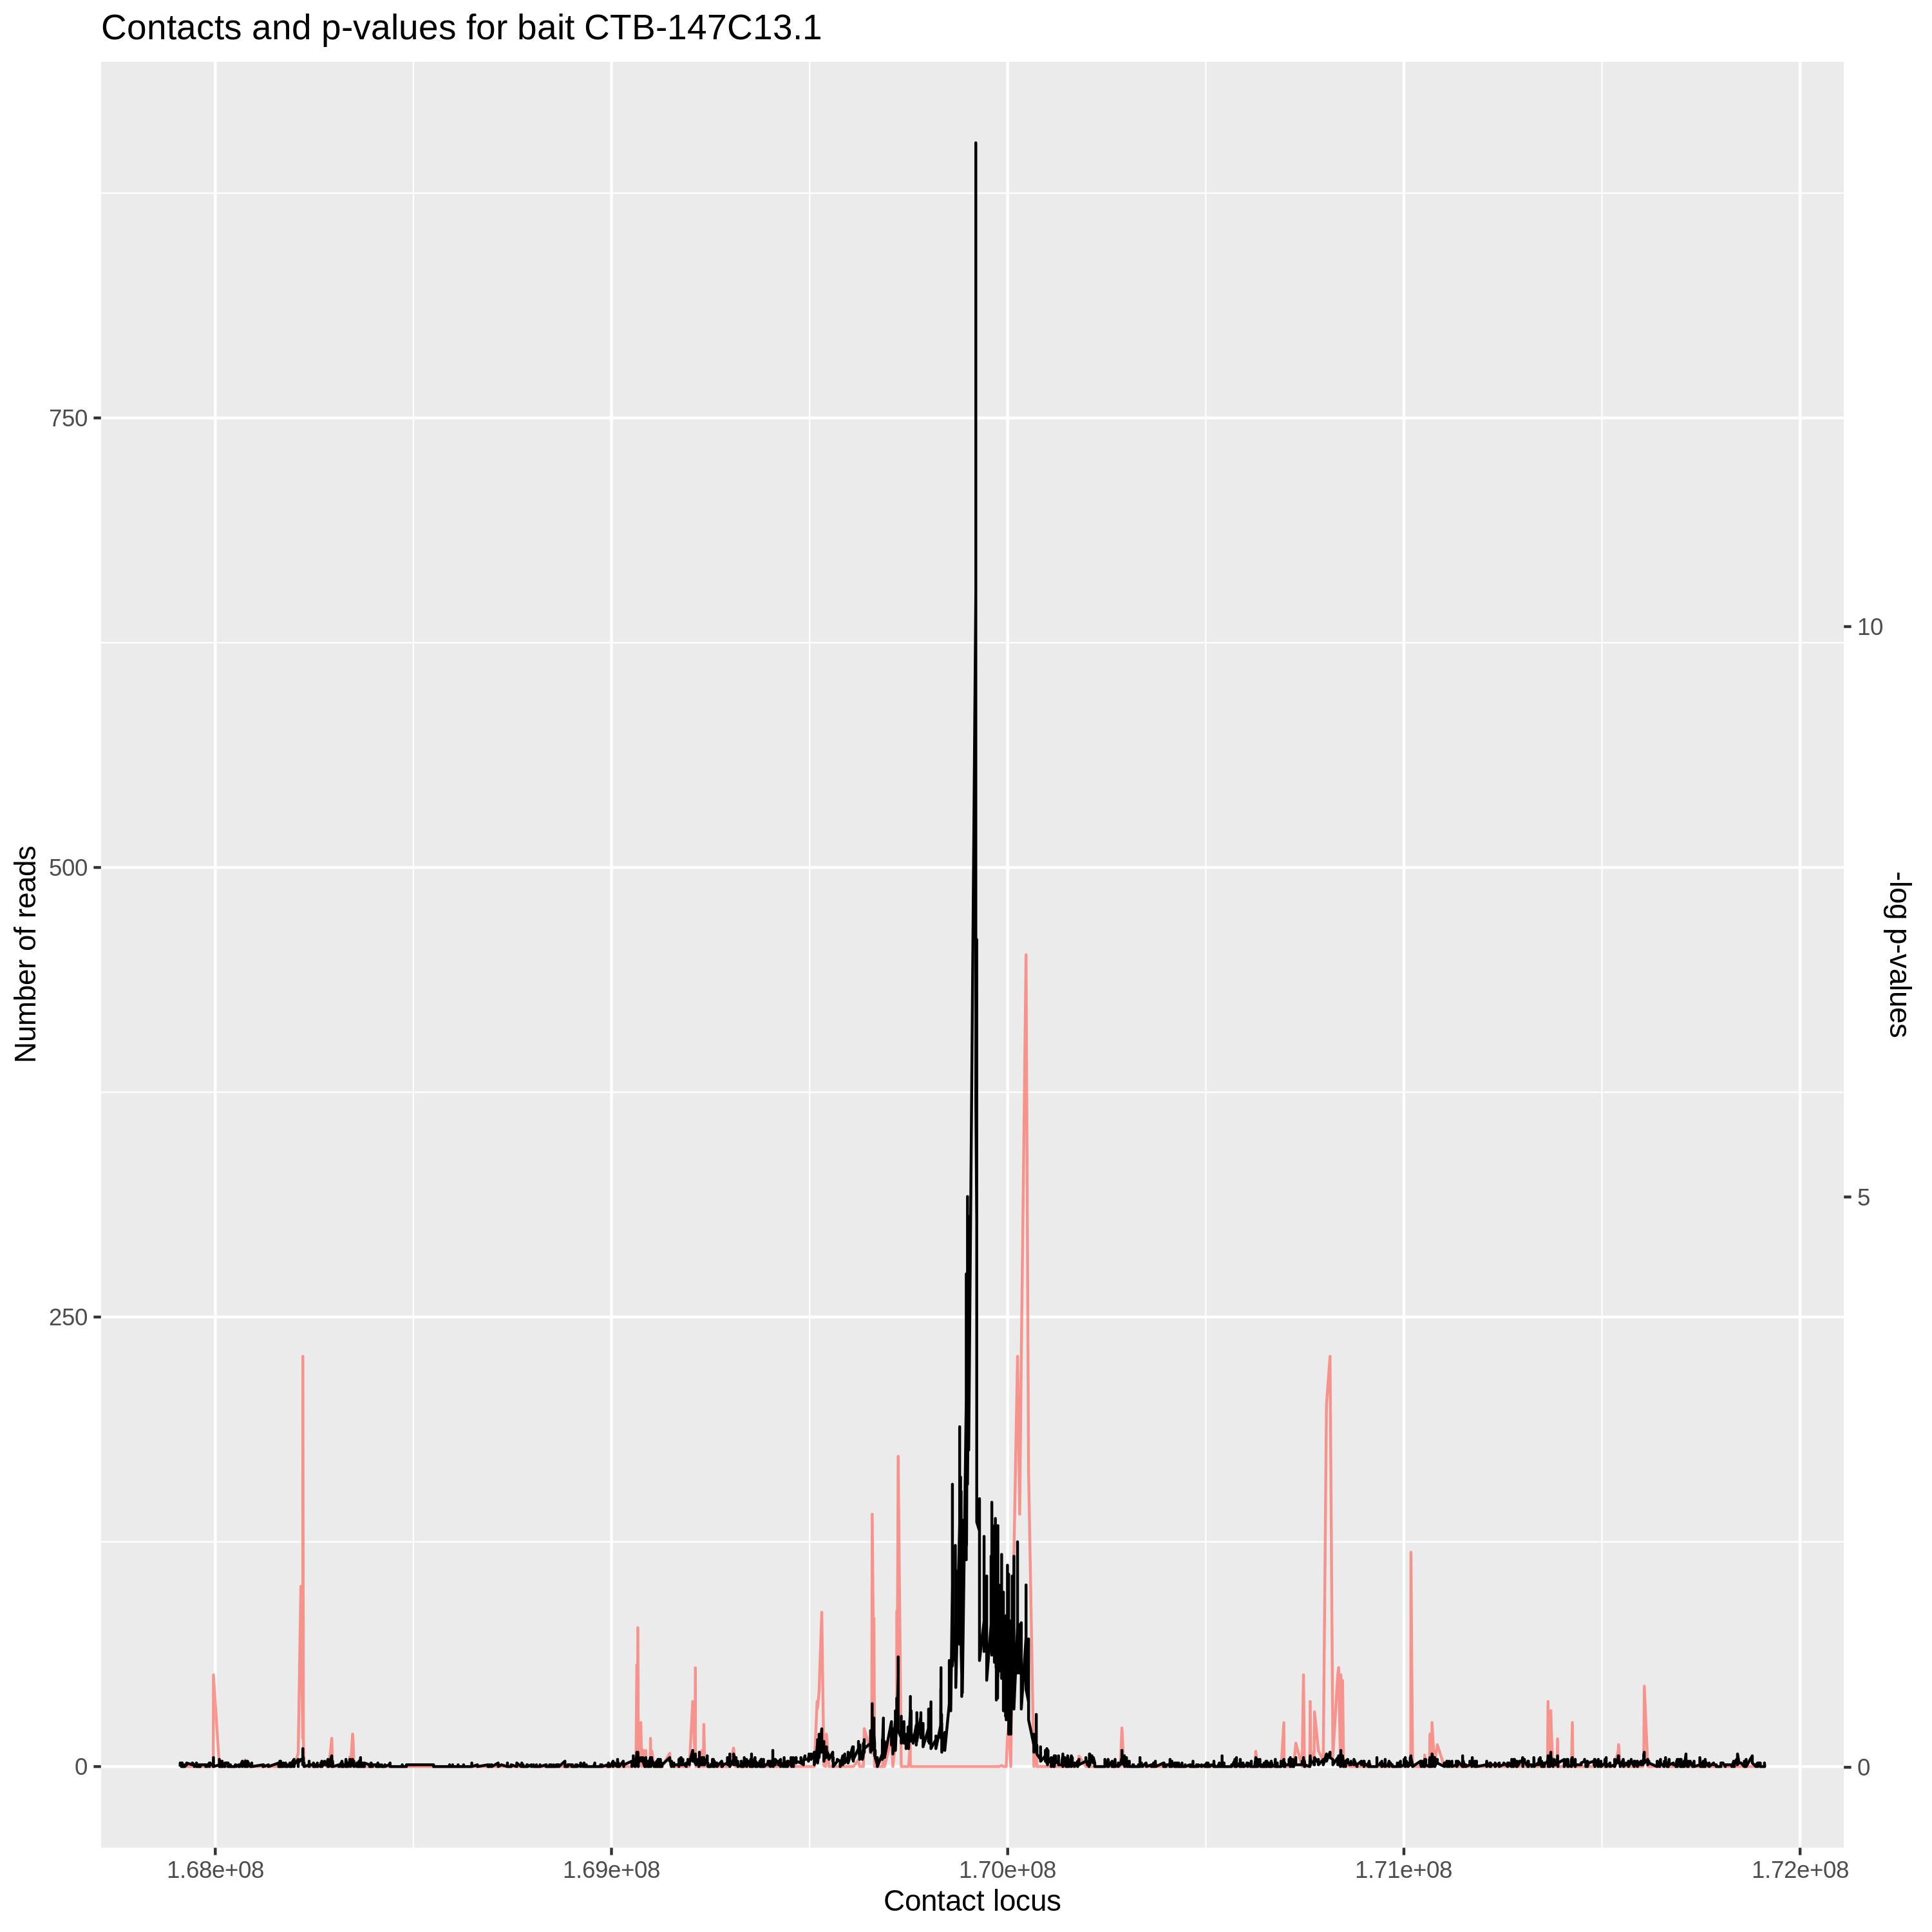 Contacts and p-values for bait CTB-147C13.1
750
500
250
0
10
5
0
Number of reads
-log p-values
1.68e+08
1.69e+08
1.70e+08
1.71e+08
1.72e+08
Contact locus